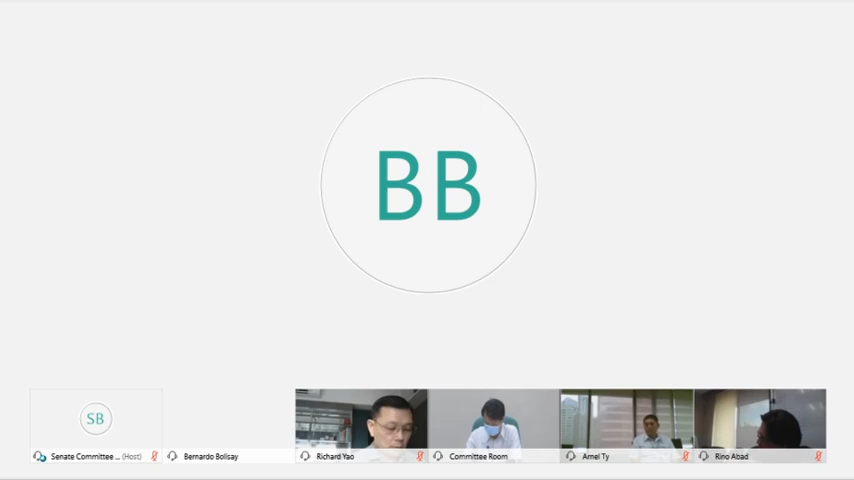 BB
SB
Senate Committee ... (Host)
Bernardo Bolisay
Richard Yao
Committee Room
Arnel Ty
Rino Abad